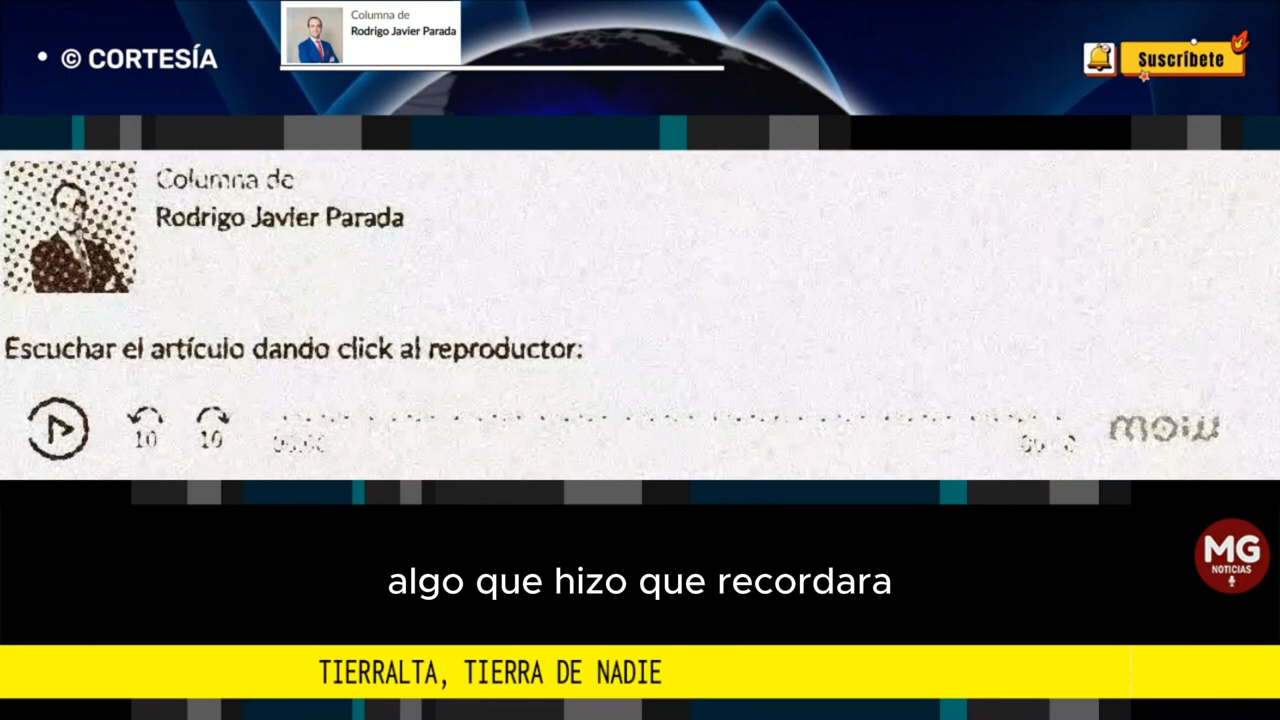 Columna de
Rodrigo Javier Parada
• © CORTESÍA
Suscríbete
Columna de
Rodrigo Javier Parada
Escuchar el artículo dando click al reproductor:
10 10
MG
NOTICIAS
algo que hizo que recordara
TIERRALTA, TIERRA DE NADIE